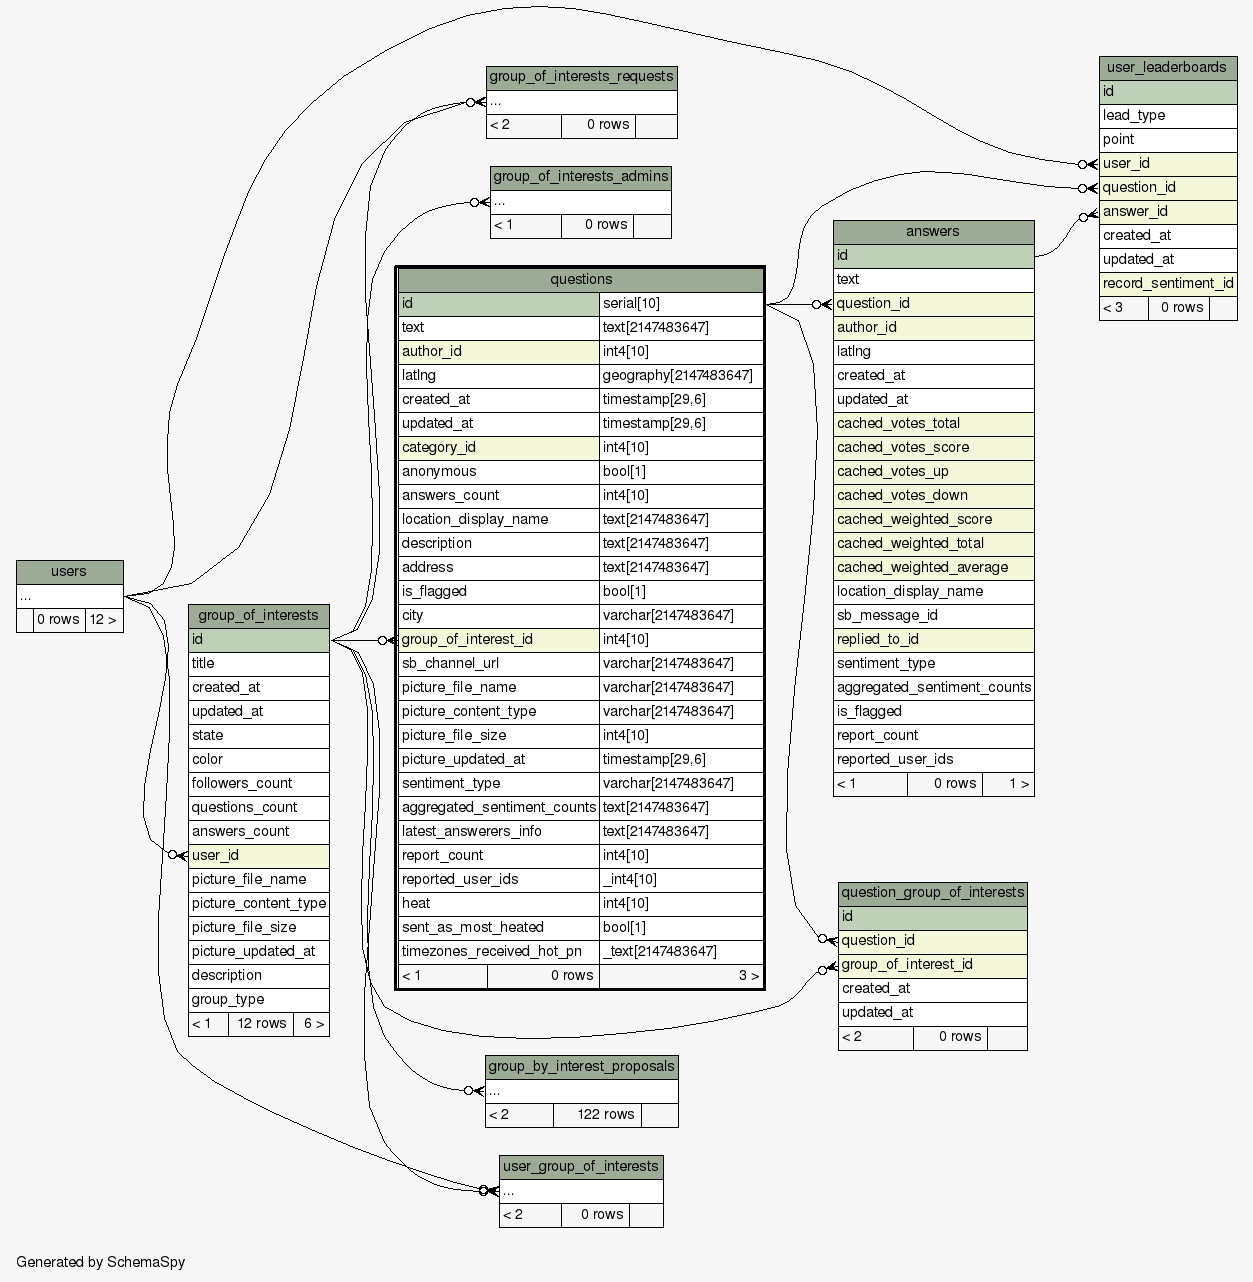 group_of_interests_requests
...
< 2 0 rows
group_of_interests_admins
...
< 1 0 rows
user_leaderboards
id
lead_type
point
user_id
question_id
answer_id
created_at
updated_at
record_sentiment_id
< 3 0 rows
answers
id
text
question_id
author_id
latlng
created_at
updated_at
cached_votes_total
cached_votes_score
cached_votes_up
cached_votes_down
cached_weighted_score
cached_weighted_total
cached_weighted_average
location_display_name
sb_message_id
replied_to_id
sentiment_type
aggregated_sentiment_counts
is_flagged
report_count
reported_user_ids
< 1 0 rows 1 >
questions
id serial[10]
text text[2147483647]
author_id int4[10]
latlng geography[2147483647]
created_at timestamp[29,6]
updated_at timestamp[29,6]
category_id int4[10]
anonymous bool[1]
answers_count int4[10]
location_display_name text[2147483647]
description text[2147483647]
address text[2147483647]
is_flagged bool[1]
city varchar[2147483647]
group_of_interest_id int4[10]
sb_channel_url varchar[2147483647]
picture_file_name varchar[2147483647]
picture_content_type varchar[2147483647]
picture_file_size int4[10]
picture_updated_at timestamp[29,6]
sentiment_type varchar[2147483647]
aggregated_sentiment_counts text[2147483647]
latest_answerers_info text[2147483647]
report_count int4[10]
reported_user_ids _int4[10]
heat int4[10]
sent_as_most_heated bool[1]
timezones_received_hot_pn _text[2147483647]
< 1 0 rows 3 >
users
...
0 rows 12 >
group_of_interests
id
title
created_at
updated_at
state
color
followers_count
questions_count
answers_count
user_id
picture_file_name
picture_content_type
picture_file_size
picture_updated_at
description
group_type
< 1 12 rows 6 >
question_group_of_interests
id
question_id
group_of_interest_id
created_at
updated_at
< 2 0 rows
group_by_interest_proposals
...
< 2 122 rows
user_group_of_interests
...
< 2 0 rows
Generated by SchemaSpy